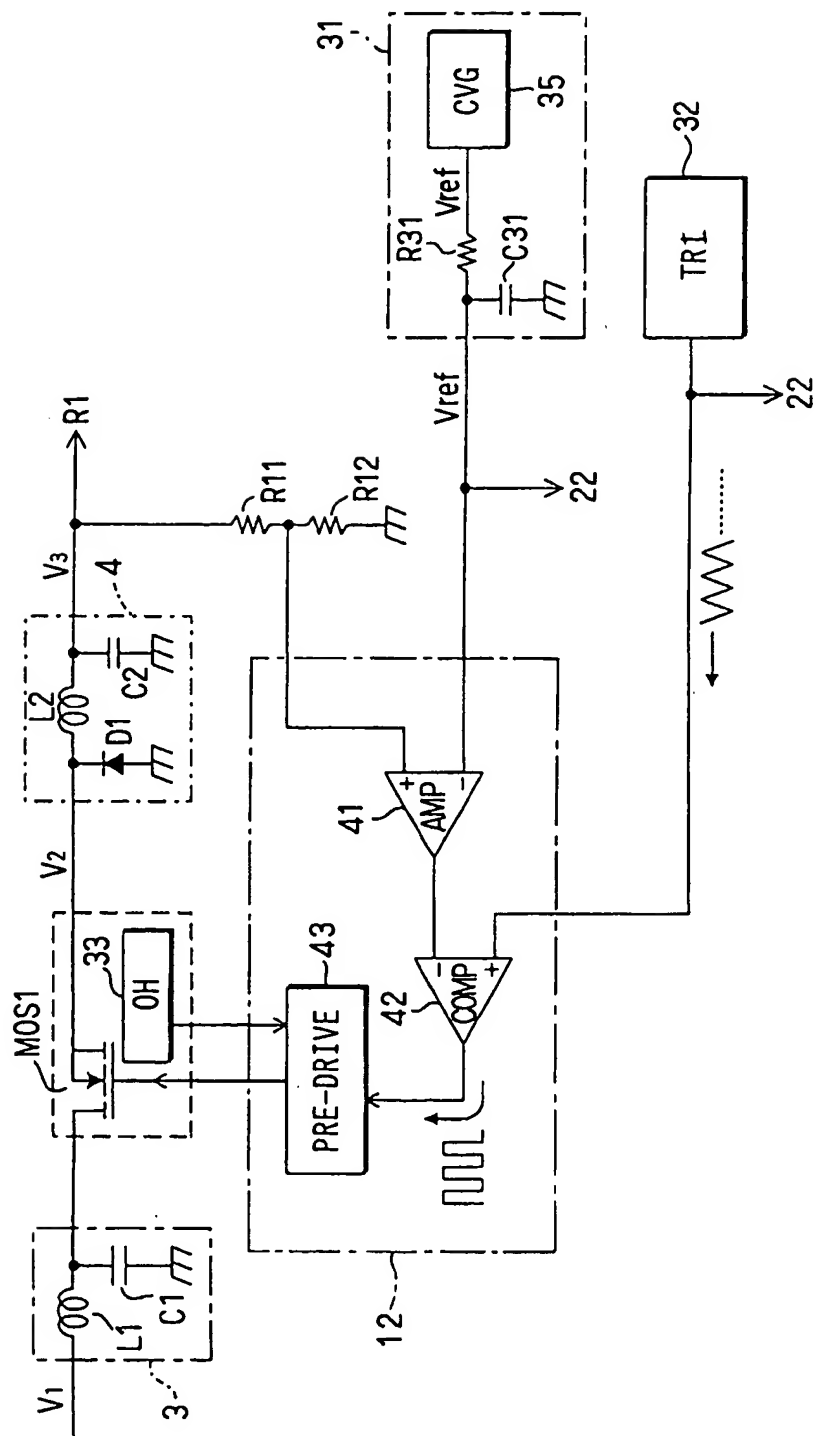 V1
3
L1
C1
MOS1
33
OH
V2
L2
D1
C2
4
V3
R1
R11
R12
12
PRE-DRIVE
43
COMP
-
+
42
AMP
+
-
41
22
Vref
31
R31
C31
Vref
CVG
35
TRI
32
22